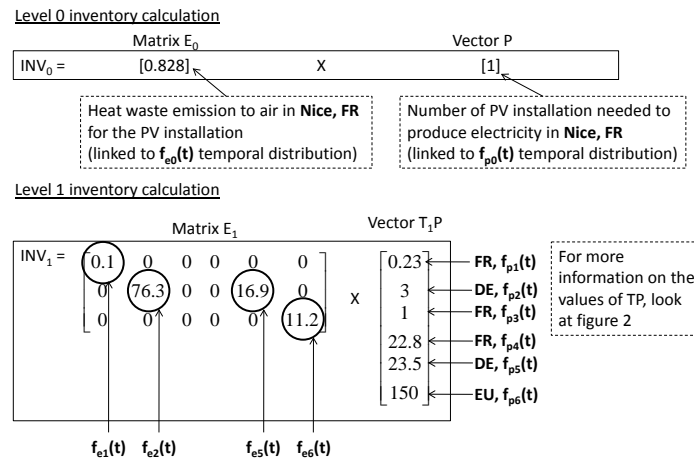 Level 0 inventory calculation
Matrix E0
Vector P
INV0 = [0.828] X [1]
Heat waste emission to air in Nice, FR
for the PV installation
(linked to fe0(t) temporal distribution)
Number of PV installation needed to
produce electricity in Nice, FR
(linked to fp0(t) temporal distribution)
Level 1 inventory calculation
Matrix E1
Vector T1P
INV1 =
0.1 0 0 0 0 0
0 76.3 0 0 16.9 0
0 0 0 0 0 11.2
X
0.23 FR, fp1(t)
3 DE, fp2(t)
1 FR, fp3(t)
22.8 FR, fp4(t)
23.5 DE, fp5(t)
150 EU, fp6(t)
For more
information on the
values of TP, look
at figure 2
fe1(t) fe2(t) fe5(t) fe6(t)